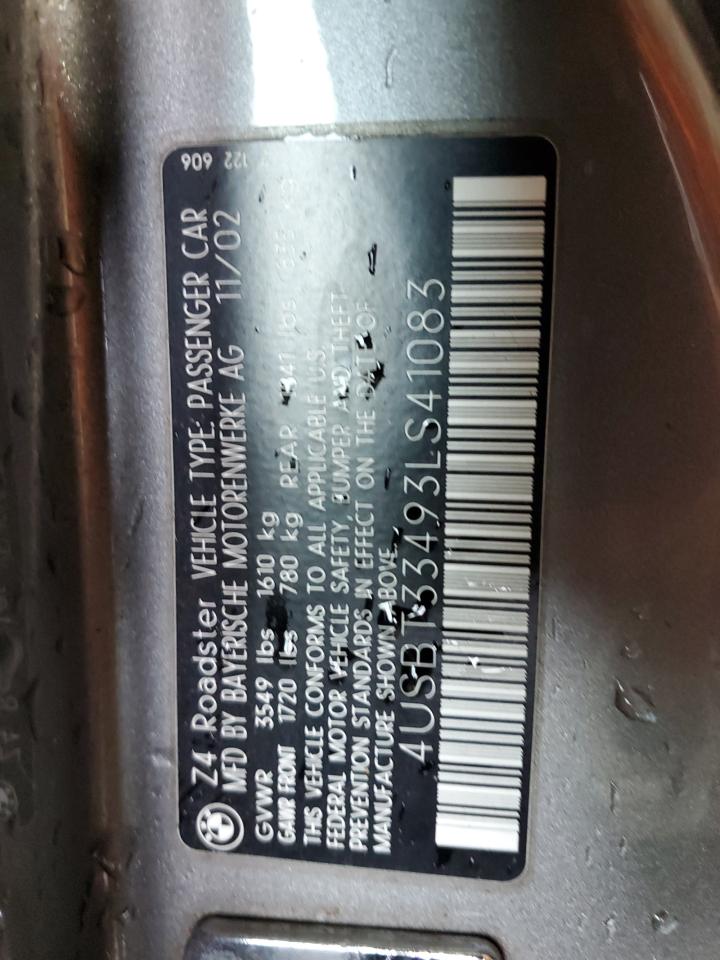 Z4 Roadster VEHICLE TYPE: PASSENGER CAR
MFD BY BAYERISCHE MOTORENWERKE AG 11/02
GVWR 3549 lbs 1610 kg
GAWR FRONT 1720 lbs 780 kg REAR lbs kg
THIS VEHICLE CONFORMS TO ALL APPLICABLE U.S.
FEDERAL MOTOR VEHICLE SAFETY, BUMPER AND THEFT
PREVENTION STANDARDS IN EFFECT ON THE DATE OF
MANUFACTURE SHOWN ABOVE.
4USBT33493LS41083
122 606